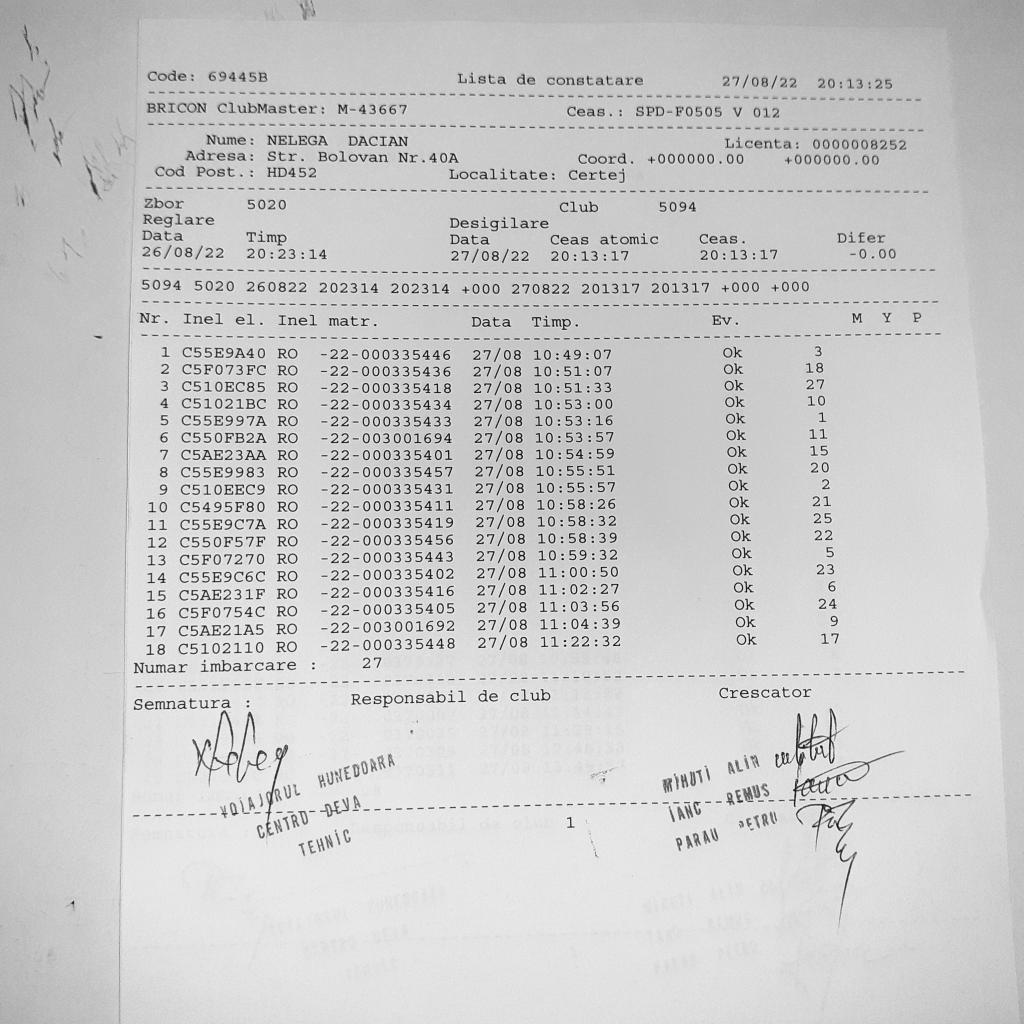 Code: 69445B Lista de constatare 27/08/22 20:13:25
BRICON ClubMaster: M-43667 Ceas.: SPD-F0505 V 012
Nume: NELEGA DACIAN Licenta: 0000008252
Adresa: Str. Bolovan Nr.40A Coord. +000000.00 +000000.00
Cod Post.: HD452 Localitate: Certej
Zbor 5020 Club 5094
Reglare Desigilare
Data Timp Data Ceas atomic Ceas. Difer
26/08/22 20:23:14 27/08/22 20:13:17 20:13:17 -0.00
5094 5020 260822 202314 202314 +000 270822 201317 201317 +000 +000
Nr. Inel el. Inel matr. Data Timp. Ev. M Y P
1 C55E9A40 RO -22-000335446 27/08 10:49:07 Ok 3
2 C5F073FC RO -22-000335436 27/08 10:51:07 Ok 18
3 C510EC85 RO -22-000335418 27/08 10:51:33 Ok 27
4 C51021BC RO -22-000335434 27/08 10:53:00 Ok 10
5 C55E997A RO -22-000335433 27/08 10:53:16 Ok 1
6 C550FB2A RO -22-003001694 27/08 10:53:57 Ok 11
7 C5AE23AA RO -22-000335401 27/08 10:54:59 Ok 15
8 C55E9983 RO -22-000335457 27/08 10:55:51 Ok 20
9 C510EEC9 RO -22-000335431 27/08 10:55:57 Ok 2
10 C5495F80 RO -22-000335411 27/08 10:58:26 Ok 21
11 C55E9C7A RO -22-000335419 27/08 10:58:32 Ok 25
12 C550F57F RO -22-000335456 27/08 10:58:39 Ok 22
13 C5F07270 RO -22-000335443 27/08 10:59:32 Ok 5
14 C55E9C6C RO -22-000335402 27/08 11:00:50 Ok 23
15 C5AE231F RO -22-000335416 27/08 11:02:27 Ok 6
16 C5F0754C RO -22-000335405 27/08 11:03:56 Ok 24
17 C5AE21A5 RO -22-003001692 27/08 11:04:39 Ok 9
18 C5102110 RO -22-000335448 27/08 11:22:32 Ok 17
Numar imbarcare : 27
Semnatura : Responsabil de club Crescator
VOIAJORUL HUNEDOARA
CENTRU DEVA
TEHNIC
MIHUTI ALIN
IANC REMUS
PARAU PETRU
1